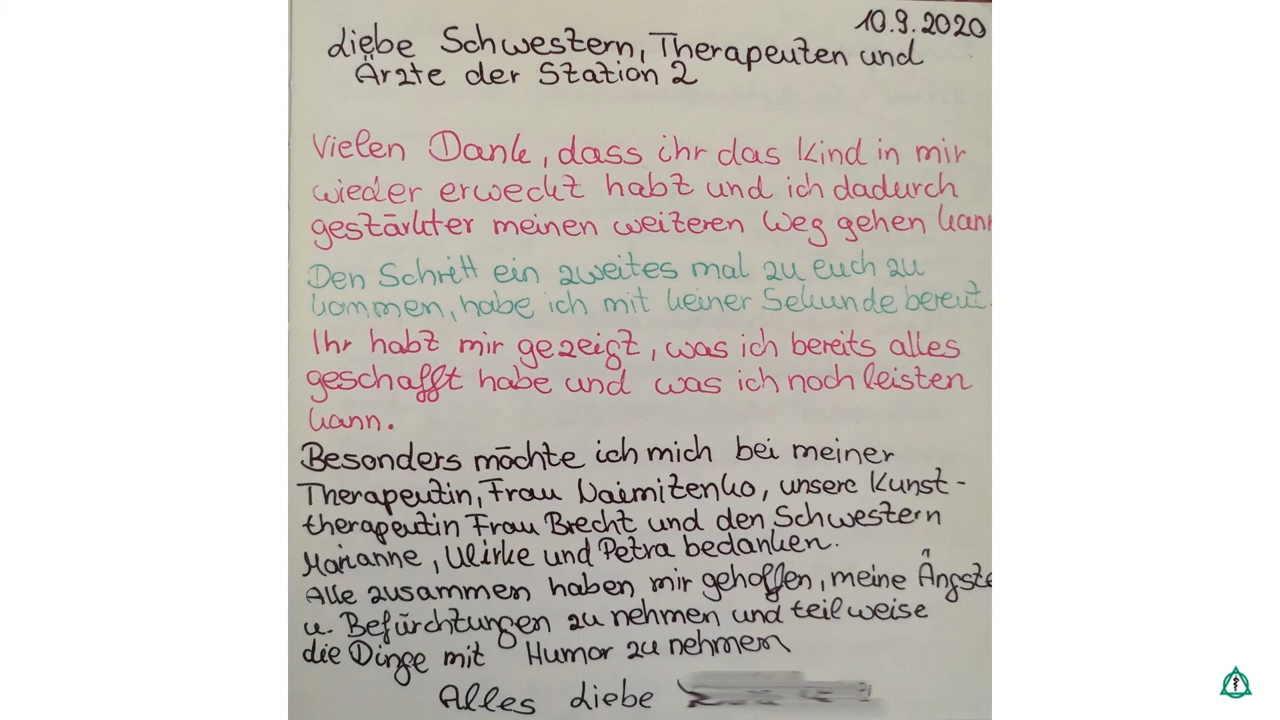 10.9.2020
Liebe Schwestern, Therapeuten und
Ärzte der Station 2
Vielen Dank, dass ihr das Kind in mir
wieder erweckt habt und ich dadurch
gestärkter meinen weiteren Weg gehen kann
Den Schritt ein zweites mal zu euch zu
kommen, habe ich mit keiner Sekunde bereut.
Ihr habt mir gezeigt, was ich bereits alles
geschafft habe und was ich noch leisten
kann.
Besonders möchte ich mich bei meiner
Therapeutin, Frau Naimitenko, unsere Kunst-
therapeutin Frau Brecht und den Schwestern
Marianne, Ulrike und Petra bedanken.
Alle zusammen haben mir geholfen, meine Ängste
u. Befürchtungen zu nehmen und teilweise
die Dinge mit Humor zu nehmen
Alles Liebe